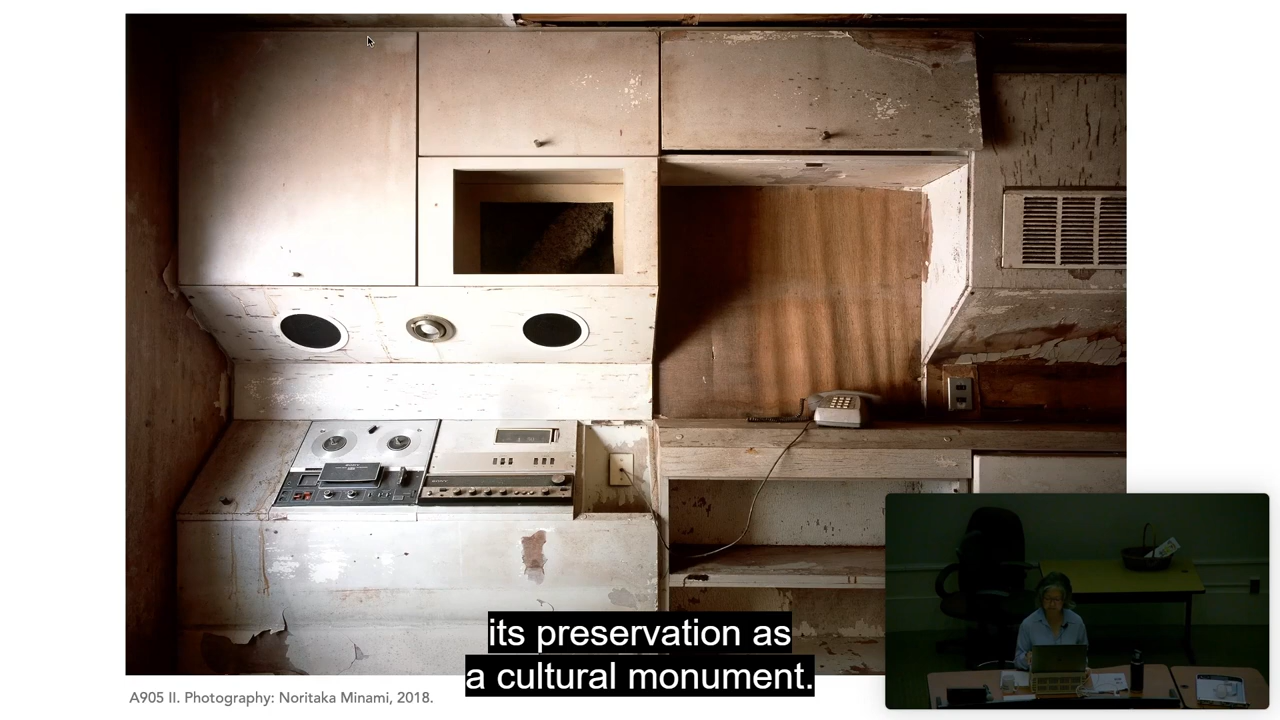 its preservation as
a cultural monument.
A905 II. Photography: Noritaka Minami, 2018.